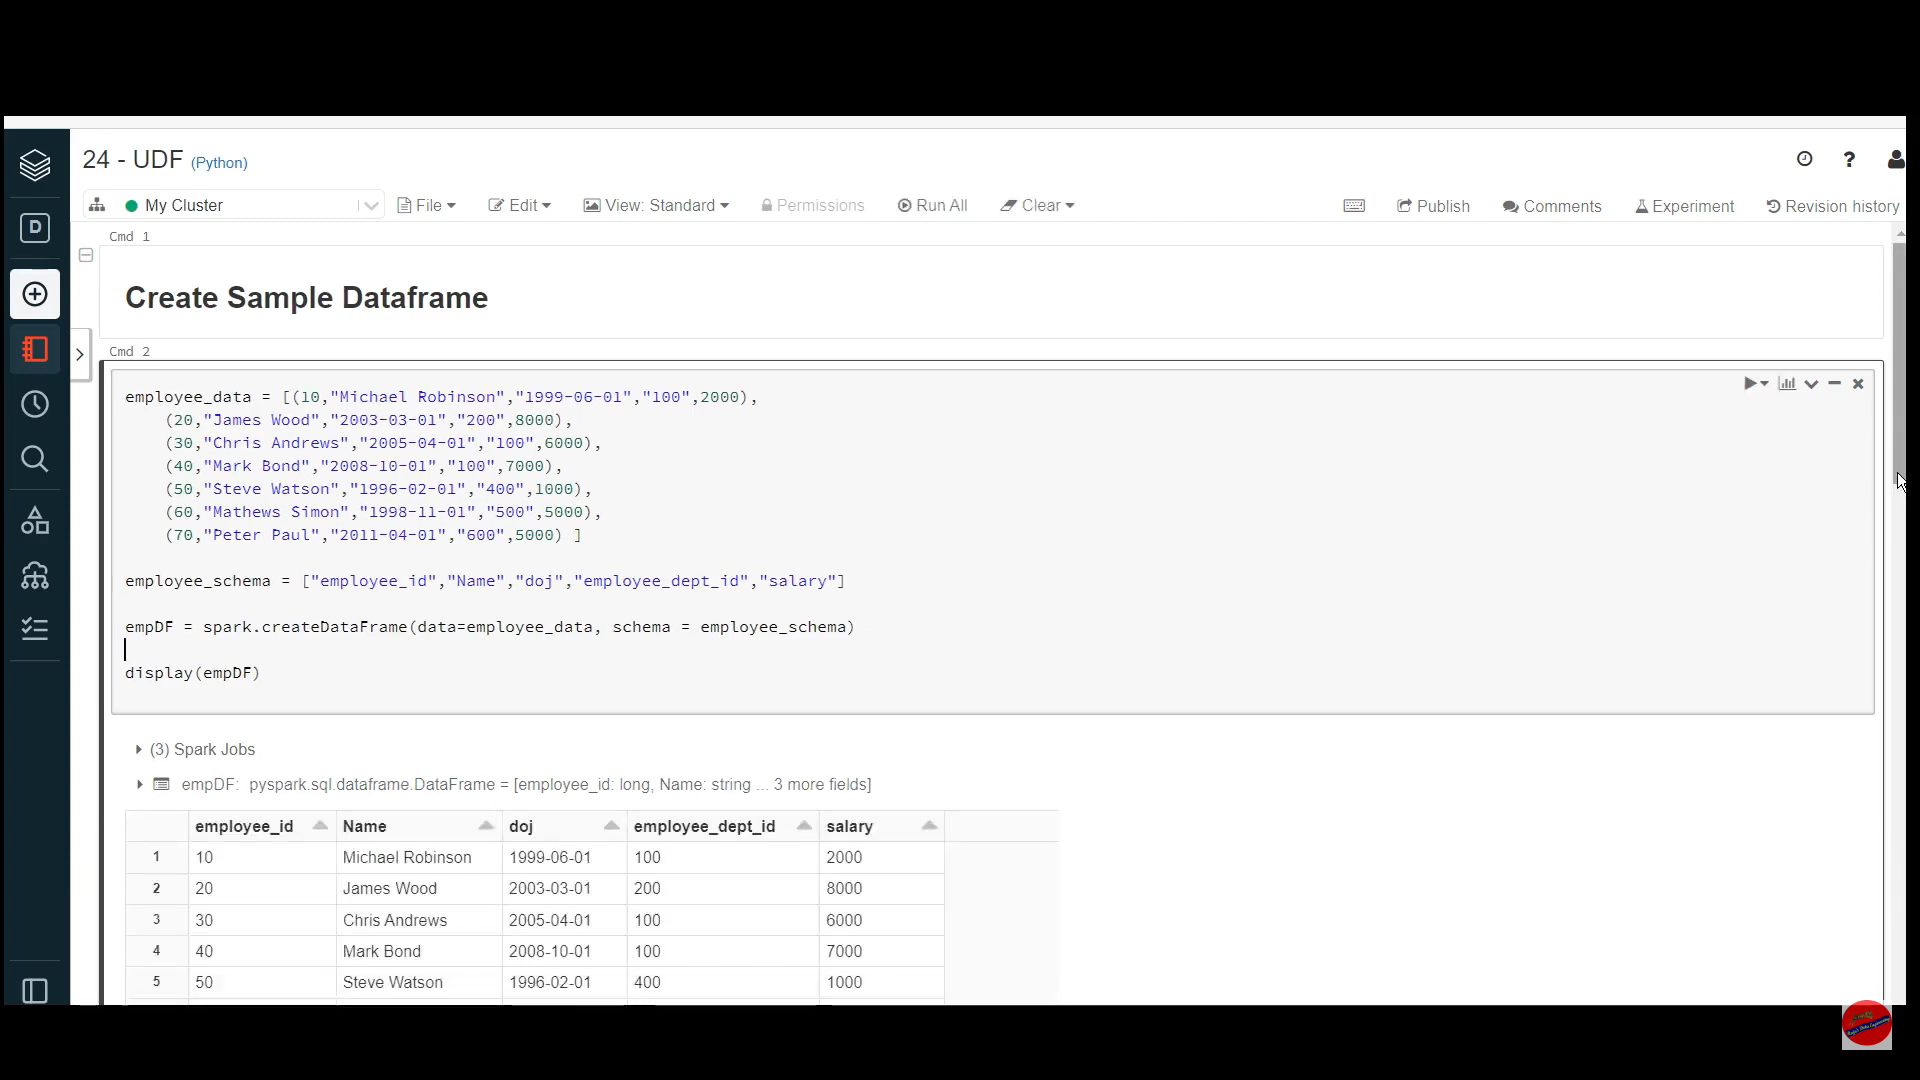 24 - UDF (Python)
My Cluster File Edit View: Standard Permissions Run All Clear Publish Comments Experiment Revision history
Cmd 1
Create Sample Dataframe
Cmd 2
employee_data = [(10,"Michael Robinson","1999-06-01","100",2000),
(20,"James Wood","2003-03-01","200",8000),
(30,"Chris Andrews","2005-04-01","100",6000),
(40,"Mark Bond","2008-10-01","100",7000),
(50,"Steve Watson","1996-02-01","400",1000),
(60,"Mathews Simon","1998-11-01","500",5000),
(70,"Peter Paul","2011-04-01","600",5000) ]
employee_schema = ["employee_id","Name","doj","employee_dept_id","salary"]
empDF = spark.createDataFrame(data=employee_data, schema = employee_schema)
display(empDF)
(3) Spark Jobs
empDF: pyspark.sql.dataframe.DataFrame = [employee_id: long, Name: string ... 3 more fields]
employee_id Name doj employee_dept_id salary
1 10 Michael Robinson 1999-06-01 100 2000
2 20 James Wood 2003-03-01 200 8000
3 30 Chris Andrews 2005-04-01 100 6000
4 40 Mark Bond 2008-10-01 100 7000
5 50 Steve Watson 1996-02-01 400 1000